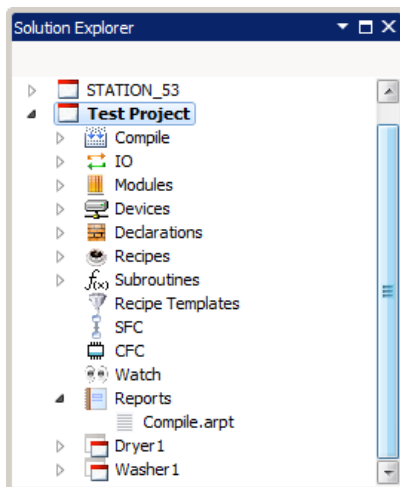 Solution Explorer
STATION_53
Test Project
Compile
IO
Modules
Devices
Declarations
Recipes
f(x) Subroutines
Recipe Templates
SFC
CFC
Watch
Reports
Compile.arpt
Dryer1
Washer1